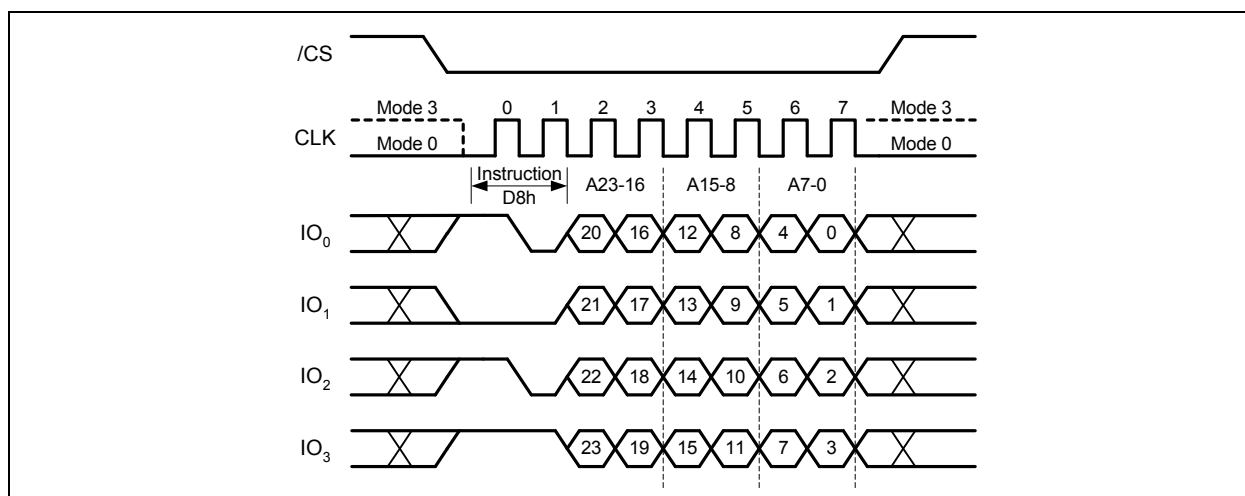 /CS
Mode 3 0 1 2 3 4 5 6 7 Mode 3
CLK
Mode 0 Mode 0
Instruction A23-16 A15-8 A7-0
D8h
IO0 20 16 12 8 4 0
IO1 21 17 13 9 5 1
IO2 22 18 14 10 6 2
IO3 23 19 15 11 7 3